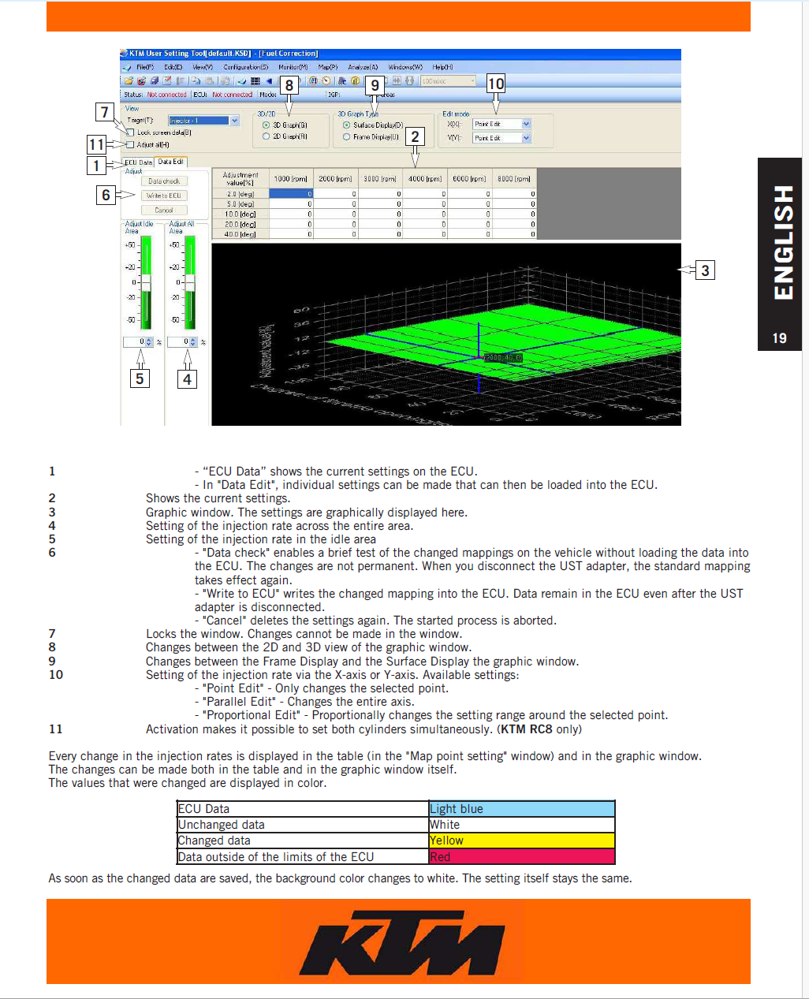 KTM User Setting Tool[default.KSD] - [Fuel Correction]
File(F) Edit(E) View(V) Configuration(S) Monitor(M) Map(P) Analyze(A) Windows(W) Help(H)
100msec
Status: Not connected ECU: Not connected Mode: IGP: area:
8
9
10
7
11
1
6
2
3
5
4
View
Target(T): Injector - 1
Lock screen data(B)
Adjust all(H)
3D/2D
3D Graph(G)
2D Graph(R)
3D Graph Type
Surface Display(D)
Frame Display(U)
Edit mode
X(X): Point Edit
Y(Y): Point Edit
ECU Data Data Edit
Adjust
Data check
Write to ECU
Cancel
Adjust Idle Area
Adjust All Area
+50 +50
+20 +20
0 0
-20 -20
-50 -50
0 % 0 %
Adjustment value[%] 1000 [rpm] 2000 [rpm] 3000 [rpm] 4000 [rpm] 6000 [rpm] 8000 [rpm]
2.0 [deg] 0 0 0 0 0 0
5.0 [deg] 0 0 0 0 0 0
10.0 [deg] 0 0 0 0 0 0
20.0 [deg] 0 0 0 0 0 0
40.0 [deg] 0 0 0 0 0 0
60
36
12
-12
-36
ENGLISH
19
1 - “ECU Data” shows the current settings on the ECU.
- In "Data Edit", individual settings can be made that can then be loaded into the ECU.
2 Shows the current settings.
3 Graphic window. The settings are graphically displayed here.
4 Setting of the injection rate across the entire area.
5 Setting of the injection rate in the idle area
6 - "Data check" enables a brief test of the changed mappings on the vehicle without loading the data into
the ECU. The changes are not permanent. When you disconnect the UST adapter, the standard mapping
takes effect again.
- "Write to ECU" writes the changed mapping into the ECU. Data remain in the ECU even after the UST
adapter is disconnected.
- "Cancel" deletes the settings again. The started process is aborted.
7 Locks the window. Changes cannot be made in the window.
8 Changes between the 2D and 3D view of the graphic window.
9 Changes between the Frame Display and the Surface Display the graphic window.
10 Setting of the injection rate via the X-axis or Y-axis. Available settings:
- "Point Edit" - Only changes the selected point.
- "Parallel Edit" - Changes the entire axis.
- "Proportional Edit" - Proportionally changes the setting range around the selected point.
11 Activation makes it possible to set both cylinders simultaneously. (KTM RC8 only)
Every change in the injection rates is displayed in the table (in the "Map point setting" window) and in the graphic window.
The changes can be made both in the table and in the graphic window itself.
The values that were changed are displayed in color.
ECU Data Light blue
Unchanged data White
Changed data Yellow
Data outside of the limits of the ECU Red
As soon as the changed data are saved, the background color changes to white. The setting itself stays the same.
KTM